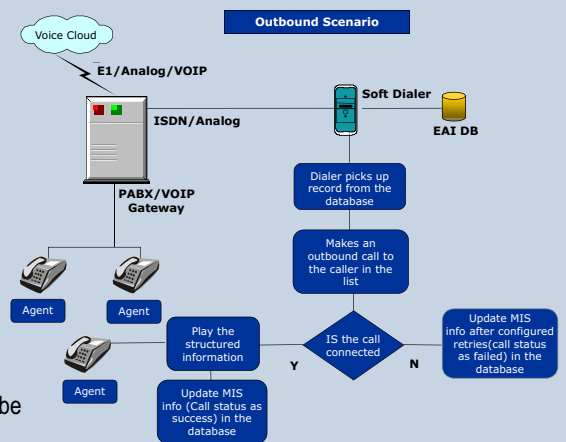 Outbound Scenario
Voice Cloud
E1/Analog/VOIP
Soft Dialer
ISDN/Analog
EAI DB
PABX/VOIP
Gateway
Dialer picks up
record from the
database
Makes an
outbound call to
the caller in the
list
Agent
Agent
IS the call
connected
Y
N
Play the
structured
information
Update MIS
info after configured
retries(call status
as failed) in the
database
Agent
Update MIS
info (Call status as
success) in the
database
be